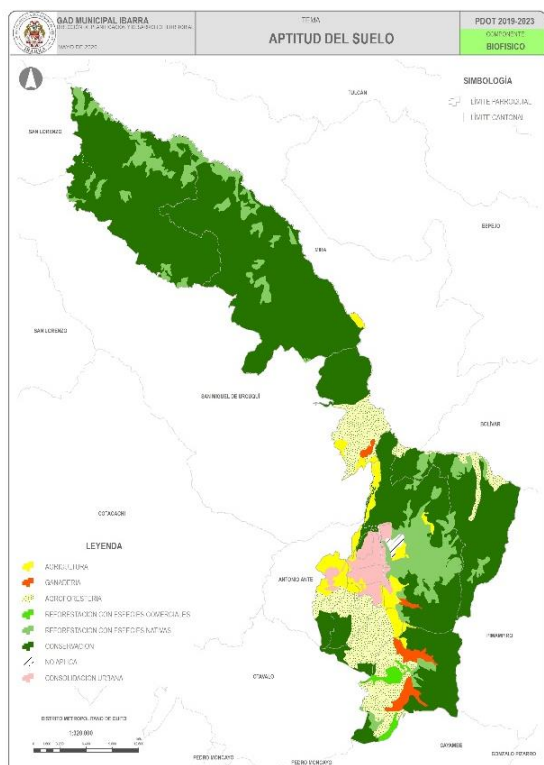 GAD MUNICIPAL IBARRA
MAYO DE 2020
TEMA
APTITUD DEL SUELO
PDOT 2019-2023
COMPONENTE
BIOFÍSICO
SIMBOLOGÍA
LÍMITE PARROQUIAL
LÍMITE CANTONAL
TULCÁN
SAN LORENZO
ESPEJO
MIRA
SAN LORENZO
SAN MIGUEL DE URCUQUÍ
BOLÍVAR
COTACACHI
LEYENDA
AGRICULTURA
GANADERIA
AGROFORESTERIA
REFORESTACION CON ESPECIES COMERCIALES
REFORESTACION CON ESPECIES NATIVAS
CONSERVACION
NO APLICA
CONSOLIDACION URBANA
ANTONIO ANTE
PIMAMPIRO
OTAVALO
DISTRITO METROPOLITANO DE QUITO
1:320.000
CAYAMBE
GONZALO PIZARRO
PEDRO MONCAYO
PEDRO MONCAYO